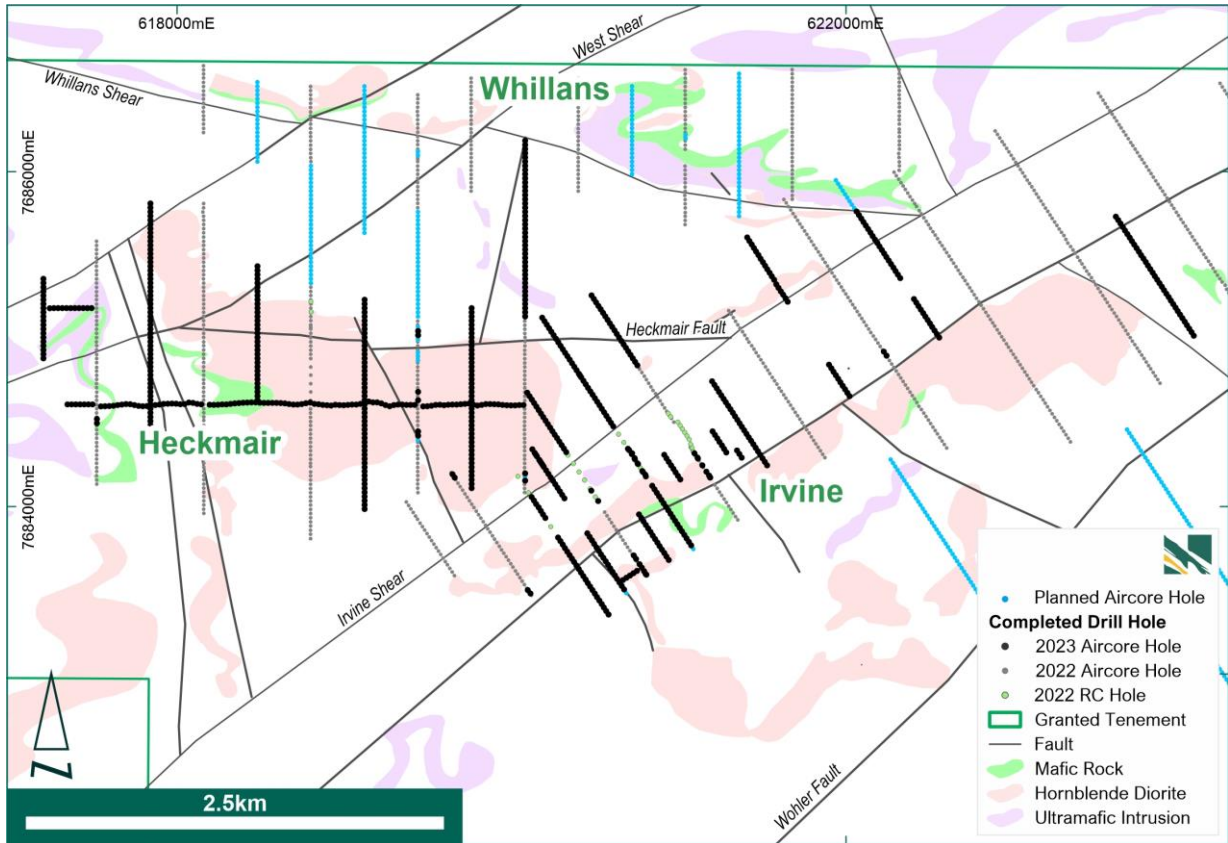 618000mE
622000mE
West Shear
Whillans
Whillans Shear
7686000mE
Heckmair Fault
Heckmair
Irvine
7684000mE
Irvine Shear
Wohler Fault
Planned Aircore Hole
Completed Drill Hole
2023 Aircore Hole
2022 Aircore Hole
2022 RC Hole
Granted Tenement
Fault
Mafic Rock
Hornblende Diorite
Ultramafic Intrusion
N
2.5km